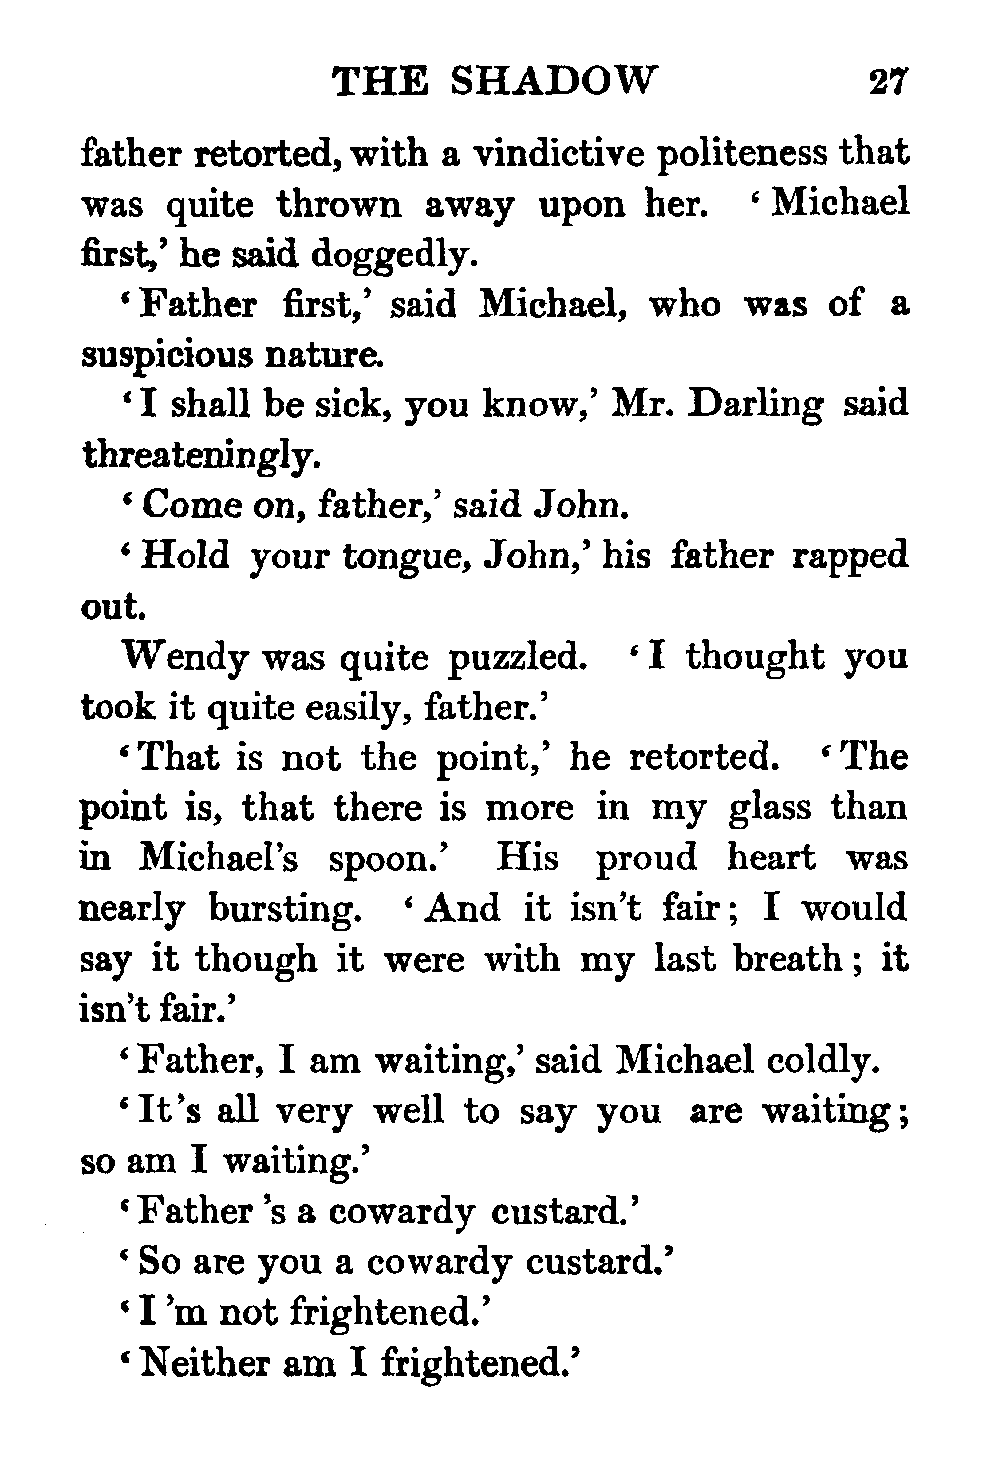 THE SHADOW 27
father retorted, with a vindictive politeness that
was quite thrown away upon her. ‘Michael
first,’ he said doggedly.
‘Father first,’ said Michael, who was of a
suspicious nature.
‘I shall be sick, you know,’ Mr. Darling said
threateningly.
‘Come on, father,’ said John.
‘Hold your tongue, John,’ his father rapped
out.
Wendy was quite puzzled. ‘I thought you
took it quite easily, father.’
‘That is not the point,’ he retorted. ‘The
point is, that there is more in my glass than
in Michael’s spoon.’ His proud heart was
nearly bursting. ‘And it isn’t fair; I would
say it though it were with my last breath; it
isn’t fair.’
‘Father, I am waiting,’ said Michael coldly.
‘It’s all very well to say you are waiting;
so am I waiting.’
‘Father ’s a cowardy custard.’
‘So are you a cowardy custard.’
‘I ’m not frightened.’
‘Neither am I frightened.’